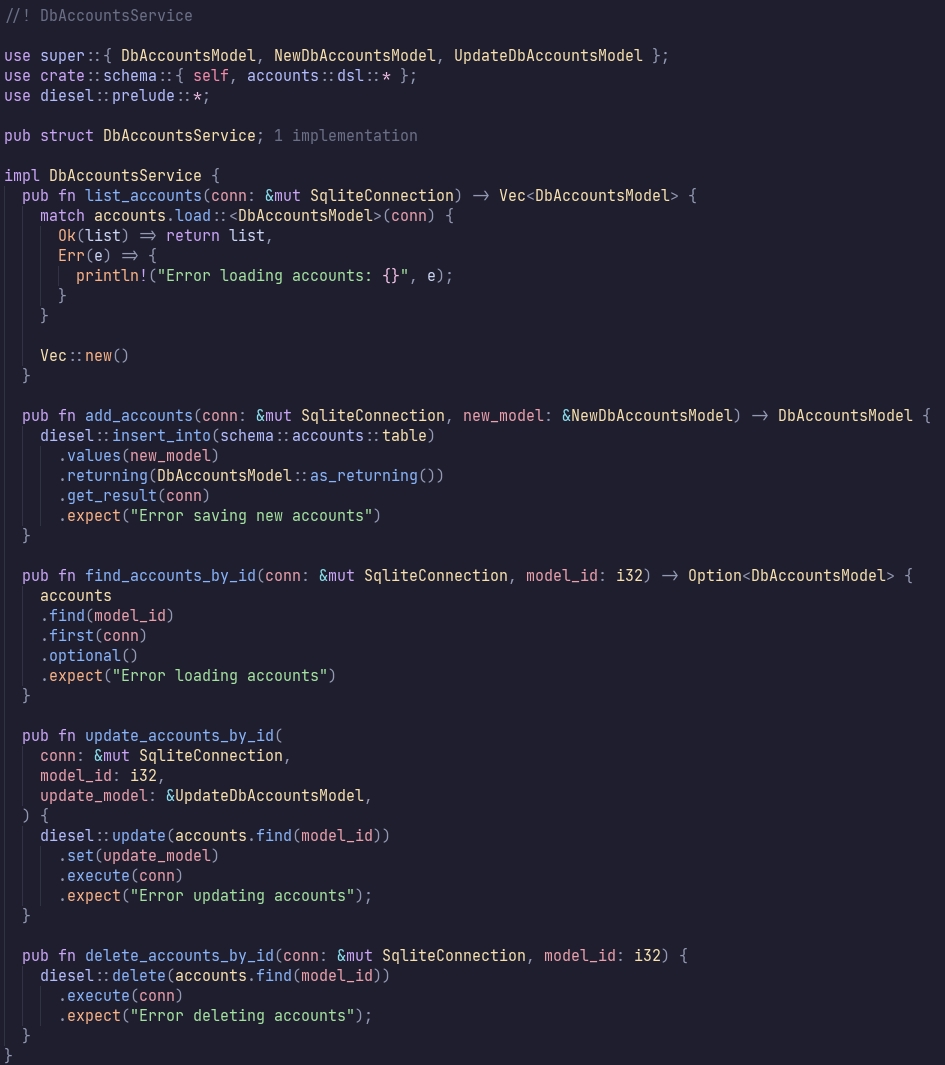 //! DbAccountsService
use super::{ DbAccountsModel, NewDbAccountsModel, UpdateDbAccountsModel };
use crate::schema::{ self, accounts::dsl::* };
use diesel::prelude::*;
pub struct DbAccountsService; 1 implementation
impl DbAccountsService {
  pub fn list_accounts(conn: &mut SqliteConnection) -> Vec<DbAccountsModel> {
    match accounts.load::<DbAccountsModel>(conn) {
      Ok(list) => return list,
      Err(e) => {
        println!("Error loading accounts: {}", e);
      }
    }
    Vec::new()
  }
  pub fn add_accounts(conn: &mut SqliteConnection, new_model: &NewDbAccountsModel) -> DbAccountsModel {
    diesel::insert_into(schema::accounts::table)
      .values(new_model)
      .returning(DbAccountsModel::as_returning())
      .get_result(conn)
      .expect("Error saving new accounts")
  }
  pub fn find_accounts_by_id(conn: &mut SqliteConnection, model_id: i32) -> Option<DbAccountsModel> {
    accounts
    .find(model_id)
    .first(conn)
    .optional()
    .expect("Error loading accounts")
  }
  pub fn update_accounts_by_id(
    conn: &mut SqliteConnection,
    model_id: i32,
    update_model: &UpdateDbAccountsModel,
  ) {
    diesel::update(accounts.find(model_id))
      .set(update_model)
      .execute(conn)
      .expect("Error updating accounts");
  }
  pub fn delete_accounts_by_id(conn: &mut SqliteConnection, model_id: i32) {
    diesel::delete(accounts.find(model_id))
      .execute(conn)
      .expect("Error deleting accounts");
  }
}